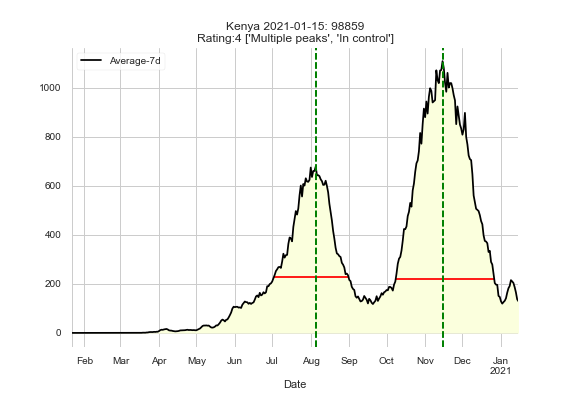 Kenya 2021-01-15: 98859
Rating:4 ['Multiple peaks', 'In control']
Average-7d
1000
800
600
400
200
0
Feb Mar Apr May Jun Jul Aug Sep Oct Nov Dec Jan
2021
Date